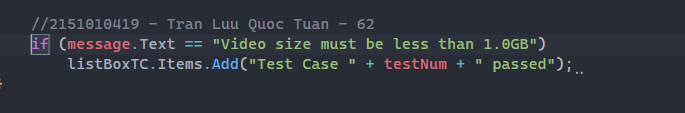 //2151010419 - Tran Luu Quoc Tuan - 62
if (message.Text == "Video size must be less than 1.0GB")
listBoxTC.Items.Add("Test Case " + testNum + " passed");
}